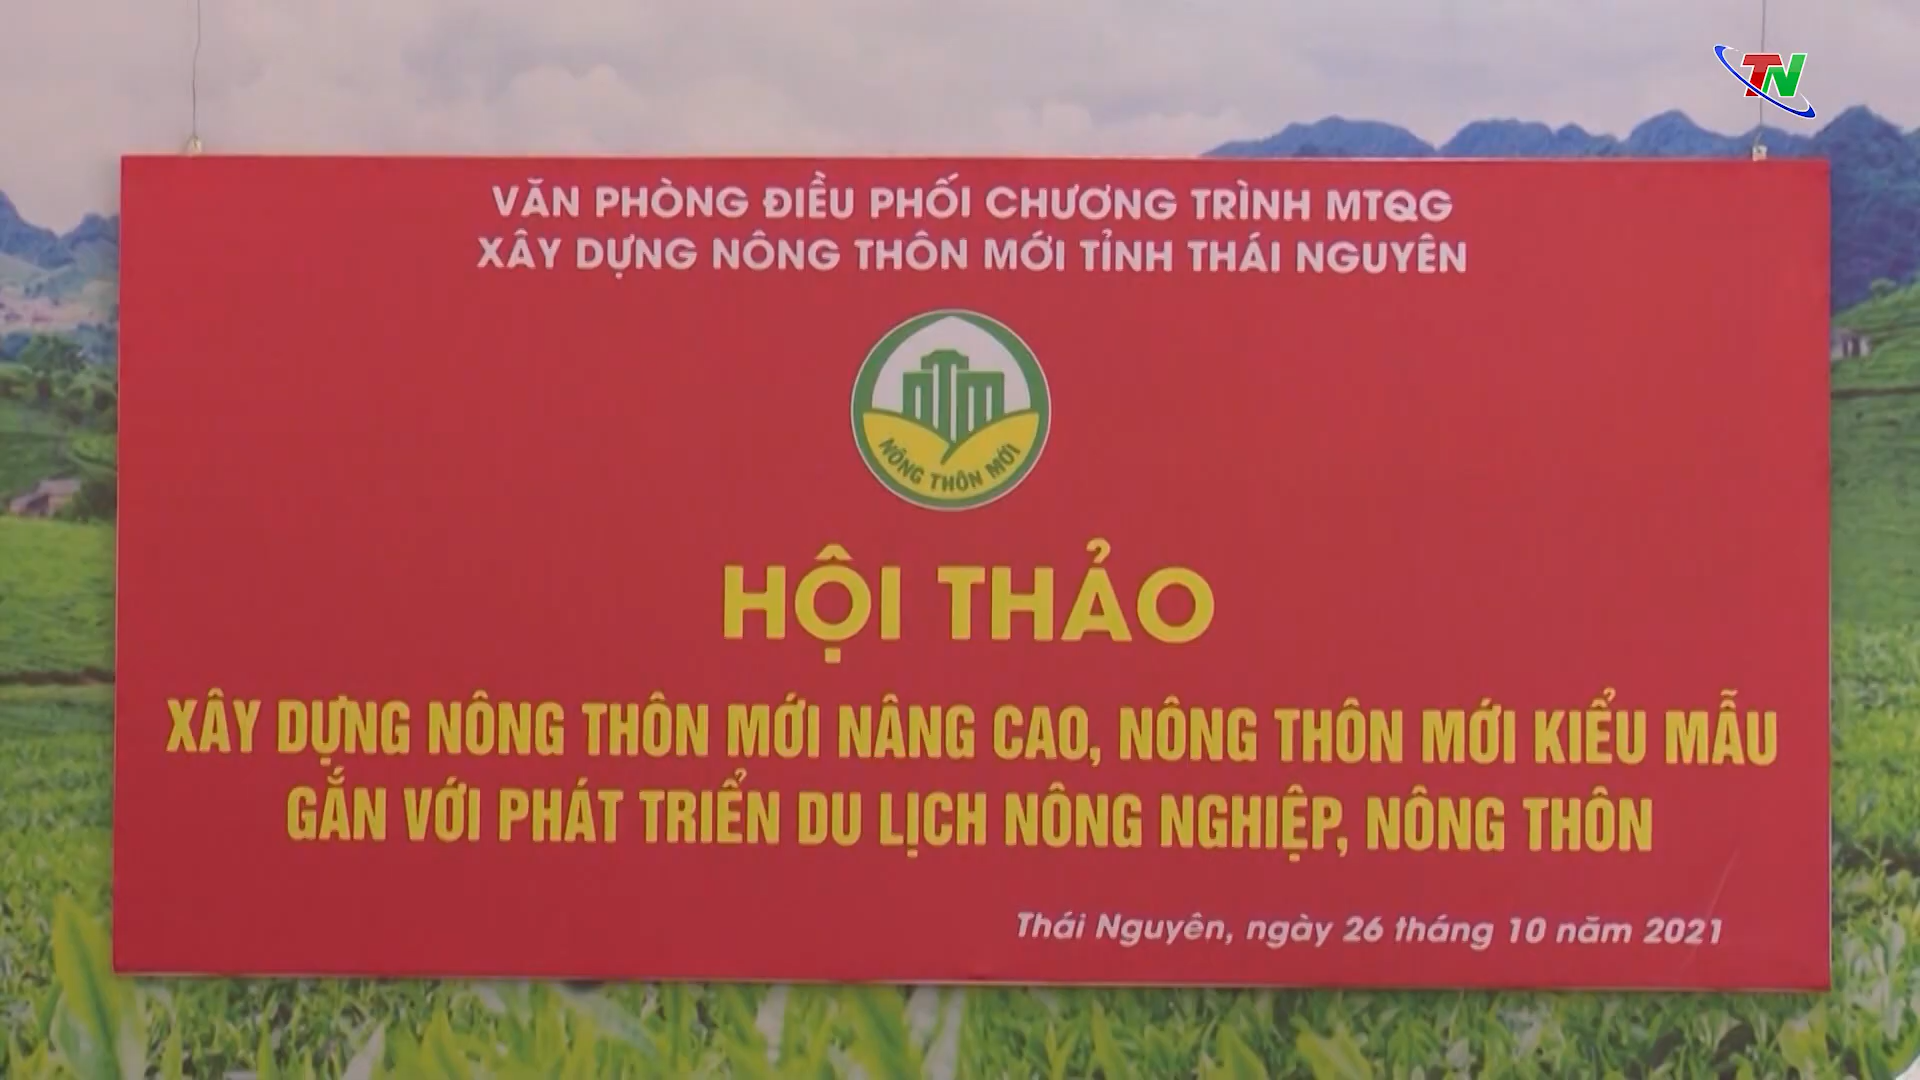 TN
VĂN PHÒNG ĐIỀU PHỐI CHƯƠNG TRÌNH MTQG
XÂY DỰNG NÔNG THÔN MỚI TỈNH THÁI NGUYÊN
NTM
NÔNG THÔN MỚI
HỘI THẢO
XÂY DỰNG NÔNG THÔN MỚI NÂNG CAO, NÔNG THÔN MỚI KIỂU MẪU
GẮN VỚI PHÁT TRIỂN DU LỊCH NÔNG NGHIỆP, NÔNG THÔN
Thái Nguyên, ngày 26 tháng 10 năm 2021